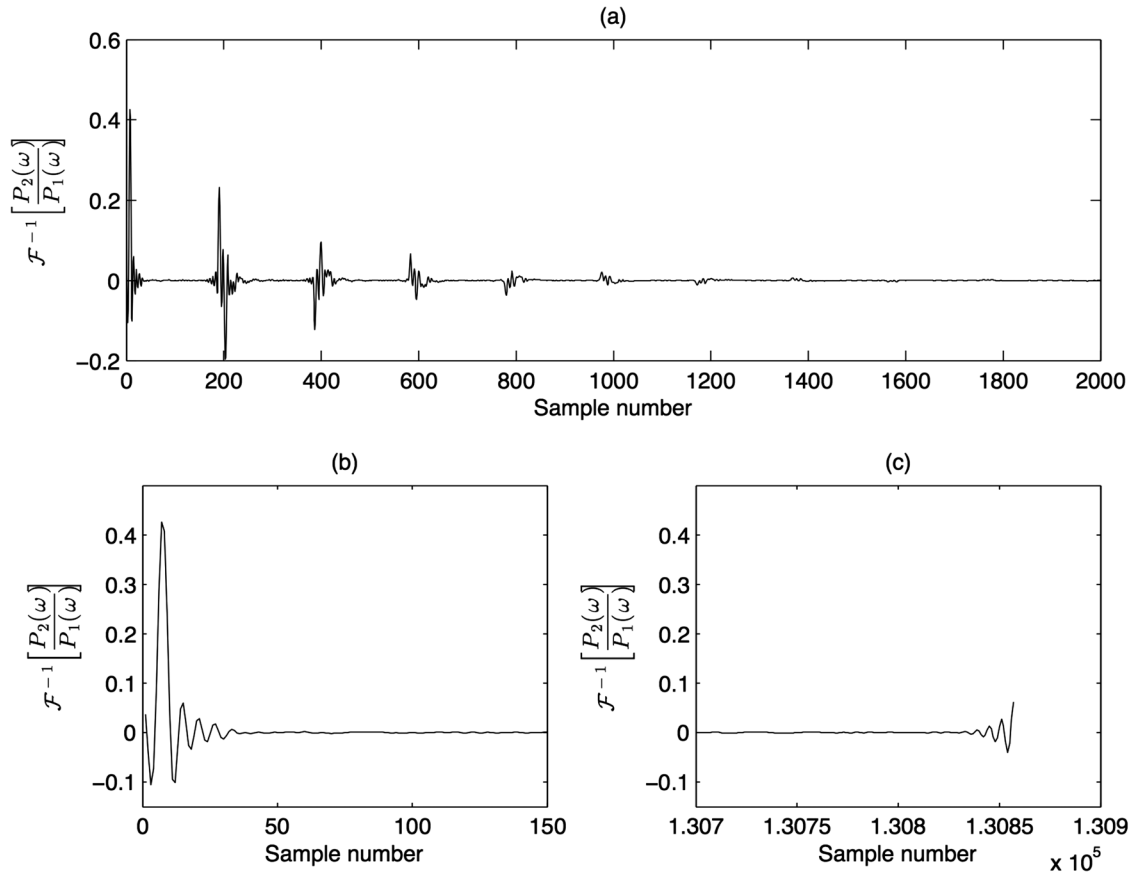 (a)
0.6
0.4
0.2
0
−0.2
ℱ⁻¹[P₂(ω)/P₁(ω)]
0 200 400 600 800 1000 1200 1400 1600 1800 2000
Sample number
(b)
0.4
0.3
0.2
0.1
0
−0.1
ℱ⁻¹[P₂(ω)/P₁(ω)]
0 50 100 150
Sample number
(c)
0.4
0.3
0.2
0.1
0
−0.1
ℱ⁻¹[P₂(ω)/P₁(ω)]
1.307 1.3075 1.308 1.3085 1.309
Sample number
x 10⁵